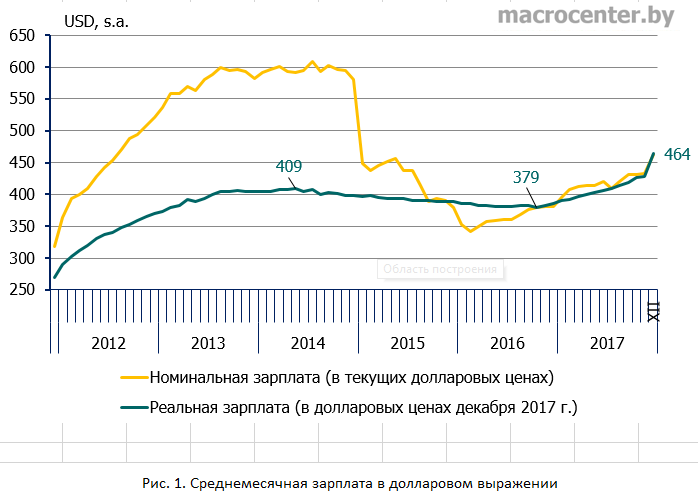 macrocenter.by
USD, s.a.
650
600
550
500
450
400
350
300
250
409
379
464
Область построения
XII
2012 2013 2014 2015 2016 2017
Номинальная зарплата (в текущих долларовых ценах)
Реальная зарплата (в долларовых ценах декабря 2017 г.)
Рис. 1. Среднемесячная зарплата в долларовом выражении